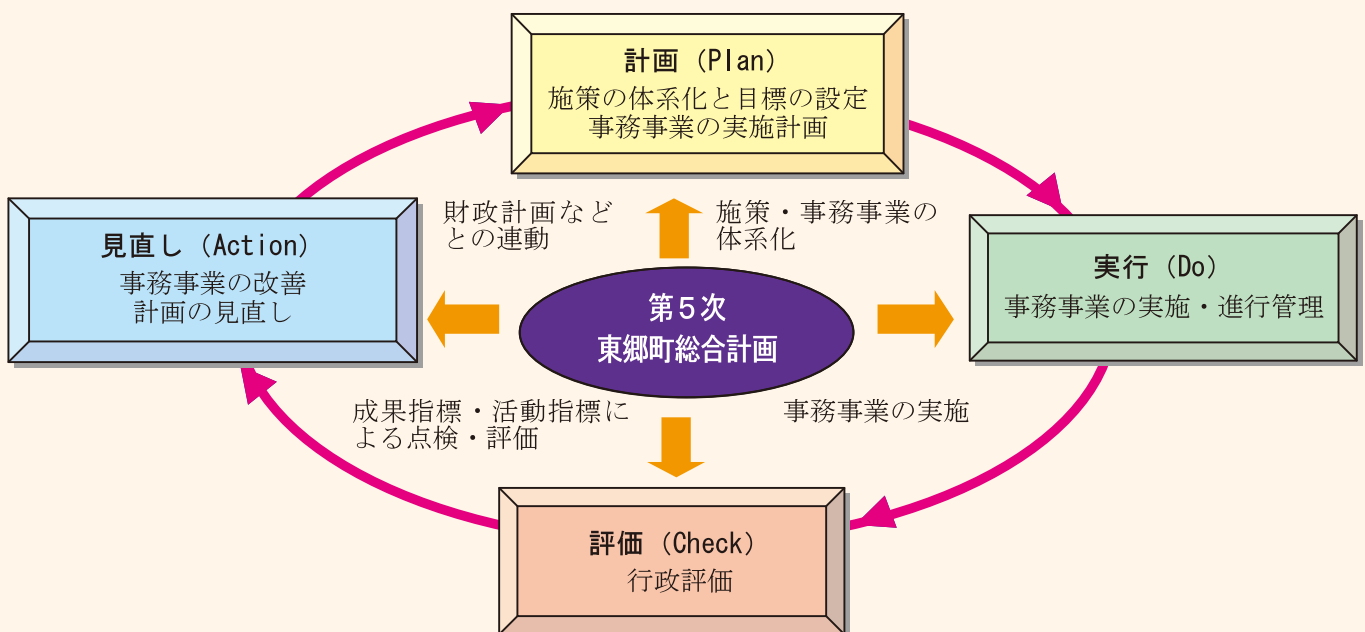 計画（Plan）
施策の体系化と目標の設定
事務事業の実施計画
財政計画など
との連動
施策・事務事業の
体系化
見直し（Action）
事務事業の改善
計画の見直し
第５次
東郷町総合計画
実行（Do）
事務事業の実施・進行管理
成果指標・活動指標に
よる点検・評価
事務事業の実施
評価（Check）
行政評価